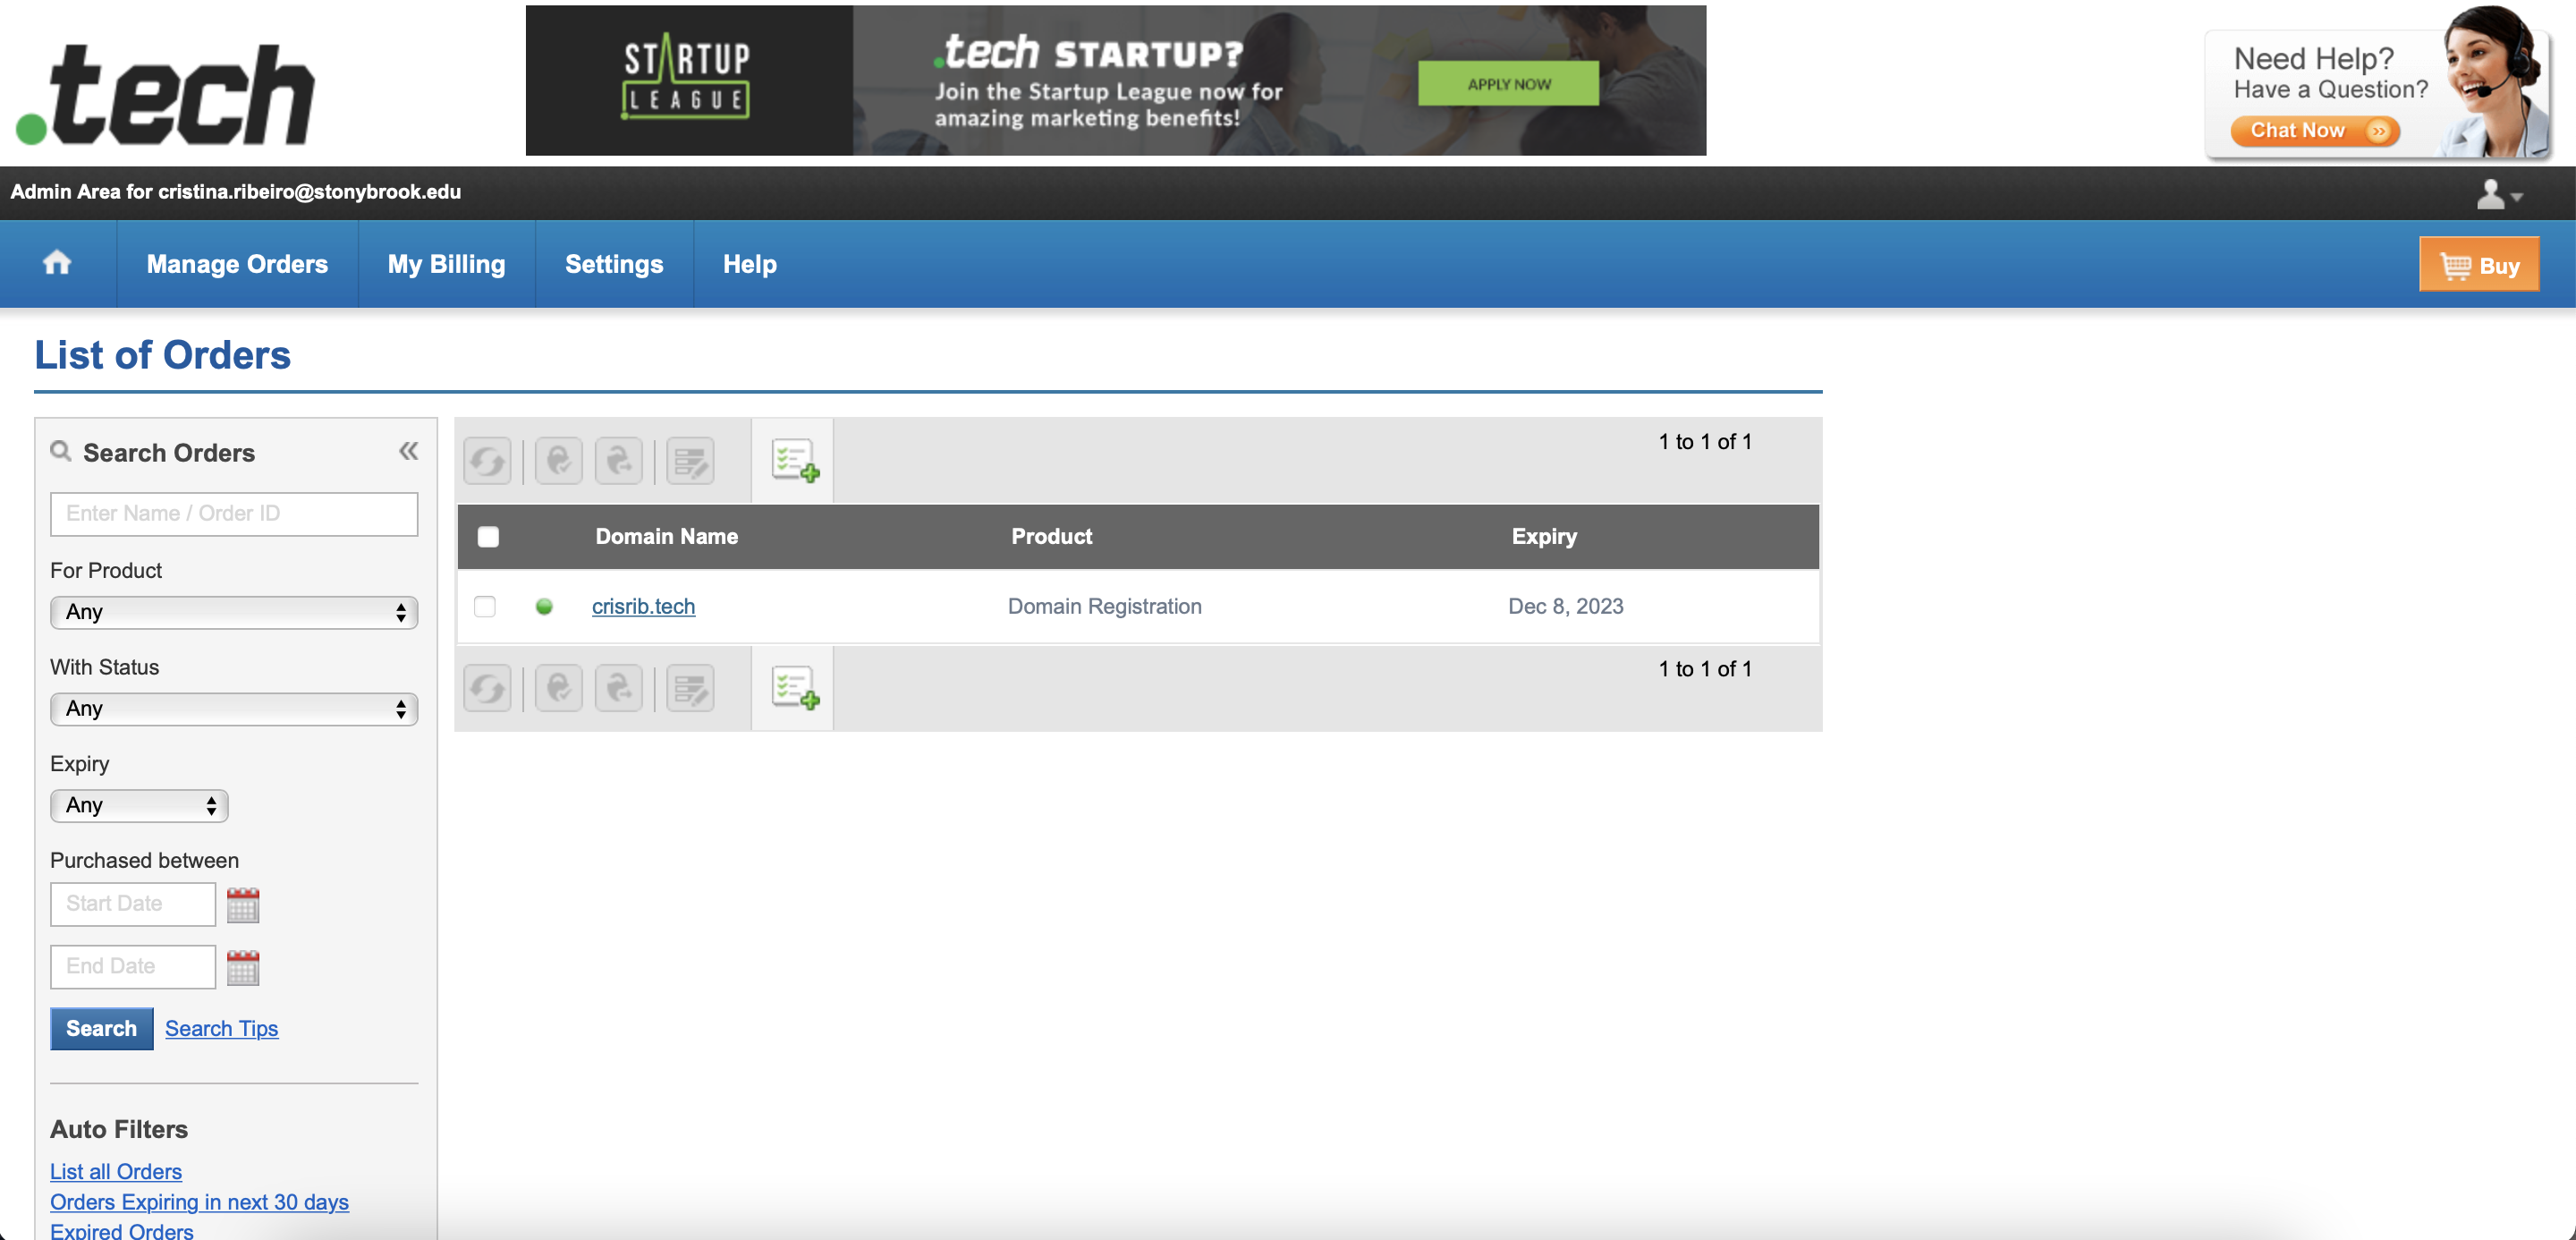 .tech
STARTUP
LEAGUE
.tech STARTUP?
Join the Startup League now for
amazing marketing benefits!
APPLY NOW
Need Help?
Have a Question?
Chat Now
Admin Area for cristina.ribeiro@stonybrook.edu
Manage Orders
My Billing
Settings
Help
Buy
List of Orders
Search Orders
Enter Name / Order ID
For Product
Any
With Status
Any
Expiry
Any
Purchased between
Start Date
End Date
Search
Search Tips
Auto Filters
List all Orders
Orders Expiring in next 30 days
Expired Orders
1 to 1 of 1
Domain Name
Product
Expiry
crisrib.tech
Domain Registration
Dec 8, 2023
1 to 1 of 1